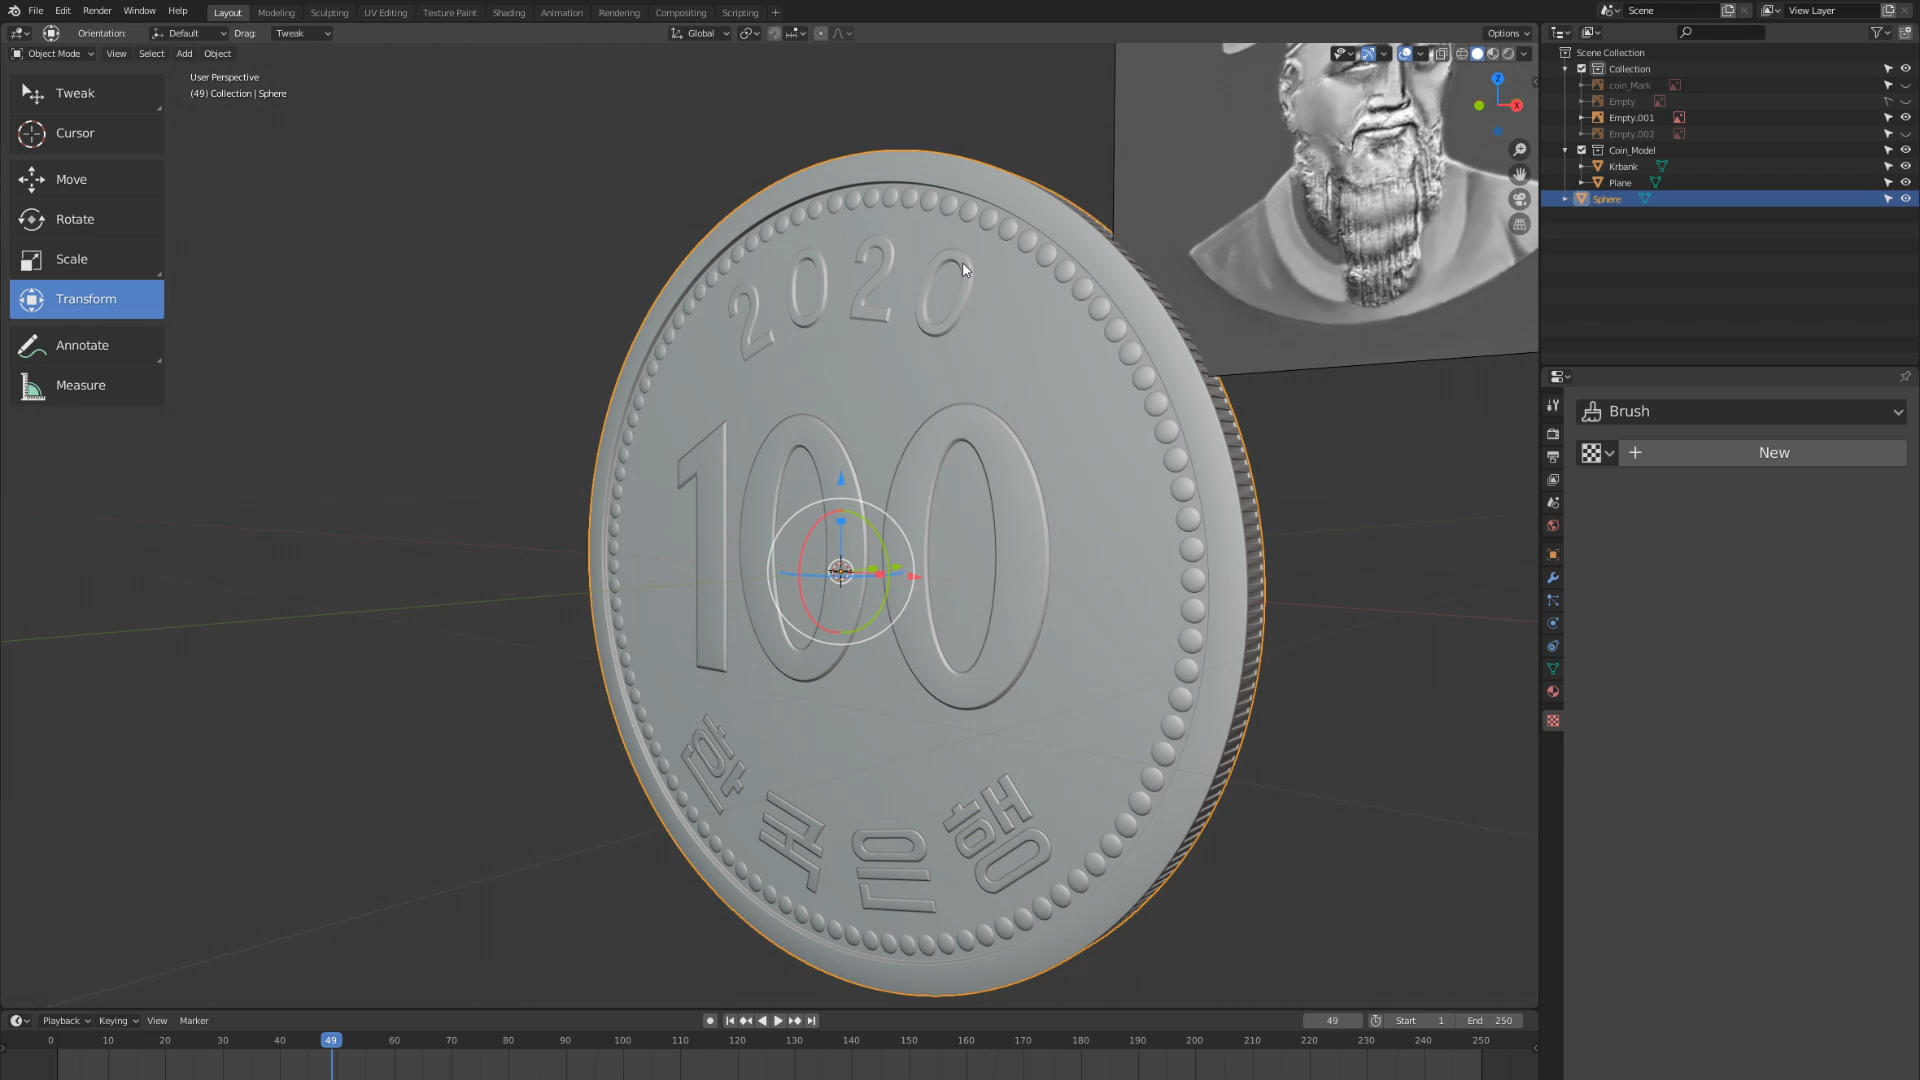 File Edit Render Window Help
Layout Modeling Sculpting UV Editing Texture Paint Shading Animation Rendering Compositing Scripting +
Scene
View Layer
Orientation: Default Drag: Tweak
Global
Options
Object Mode View Select Add Object
User Perspective
(49) Collection | Sphere
Tweak
Cursor
Move
Rotate
Scale
Transform
Annotate
Measure
2020
100
한국은행
Z
X
Scene Collection
Collection
coin_Mark
Empty
Empty.001
Empty.002
Coin_Model
Krbank
Plane
Sphere
Brush
New
Playback Keying View Marker
49 Start 1 End 250
0 10 20 30 40 49 60 70 80 90 100 110 120 130 140 150 160 170 180 190 200 210 220 230 240 250